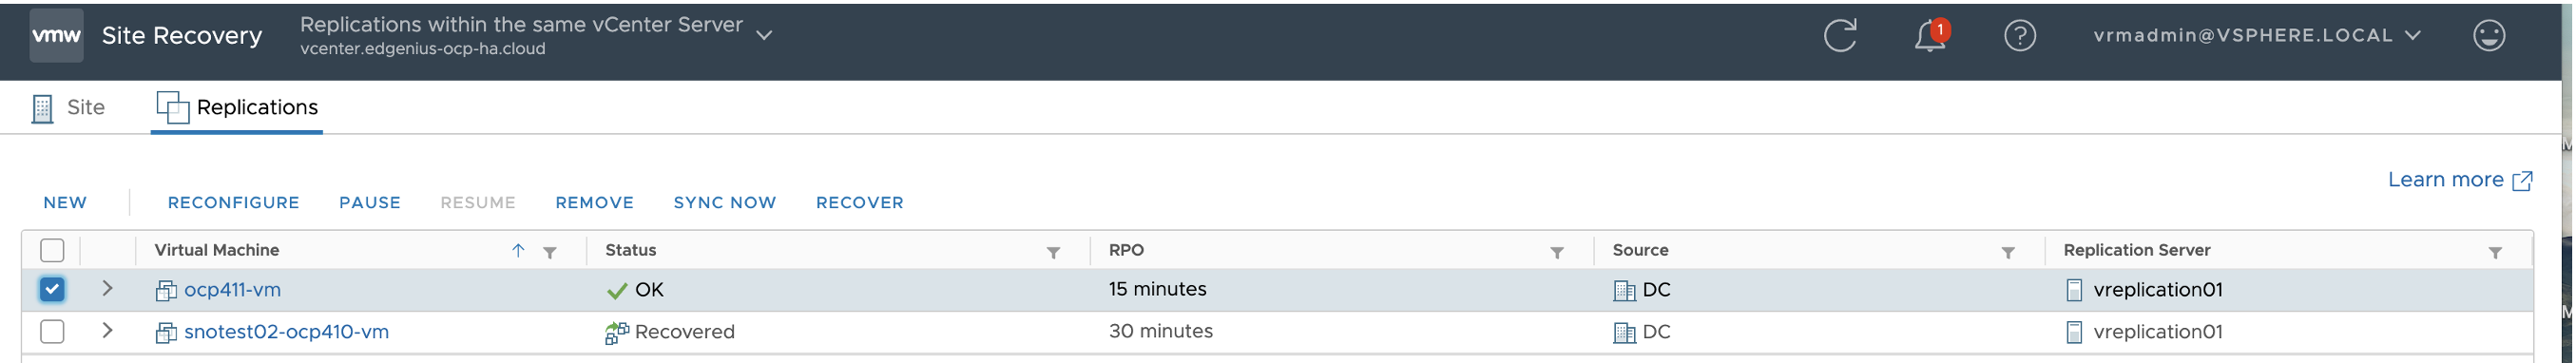 vmw Site Recovery Replications within the same vCenter Server
vcenter.edgenius-ocp-ha.cloud
1
vrmadmin@VSPHERE.LOCAL
Site Replications
Learn more
NEW RECONFIGURE PAUSE RESUME REMOVE SYNC NOW RECOVER
Virtual Machine Status RPO Source Replication Server
ocp411-vm OK 15 minutes DC vreplication01
snotest02-ocp410-vm Recovered 30 minutes DC vreplication01